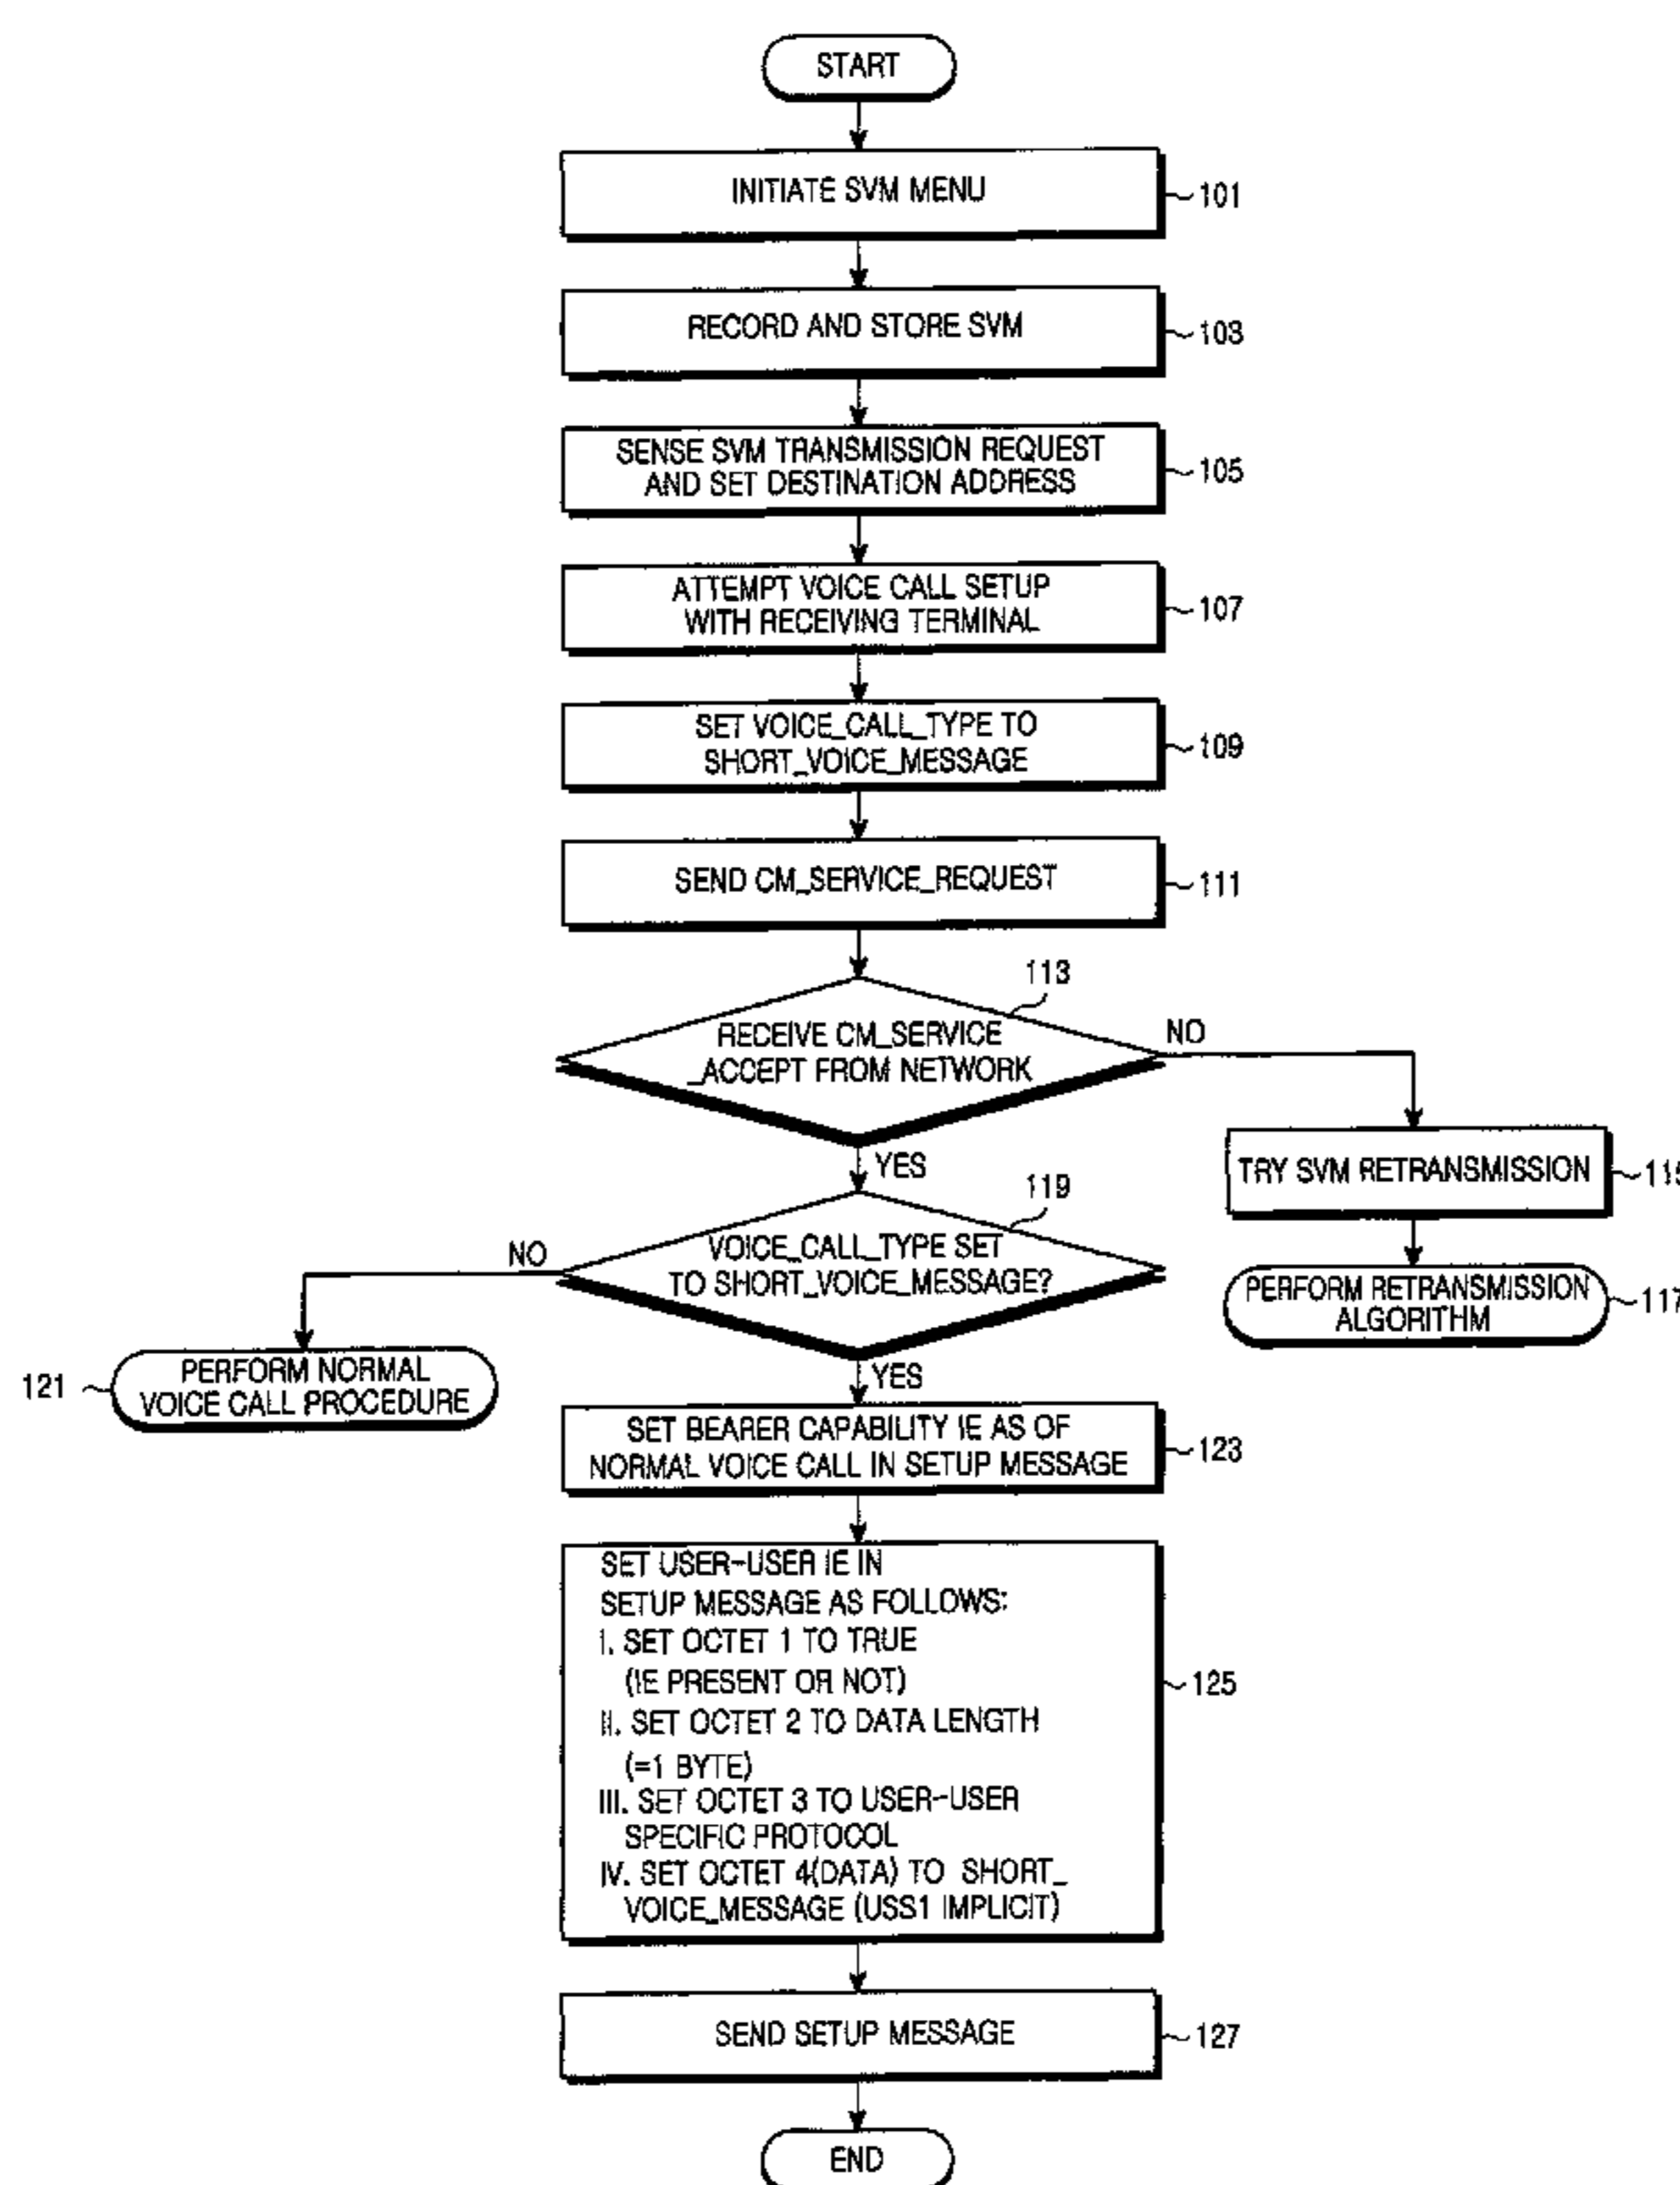 START
INITIATE SVM MENU
101
RECORD AND STORE SVM
103
SENSE SVM TRANSMISSION REQUEST
AND SET DESTINATION ADDRESS
105
ATTEMPT VOICE CALL SETUP
WITH RECEIVING TERMINAL
107
SET VOICE_CALL_TYPE TO
SHORT_VOICE_MESSAGE
109
SEND CM_SERVICE_REQUEST
111
113
RECEIVE CM_SERVICE
_ACCEPT FROM NETWORK
NO
YES
TRY SVM RETRANSMISSION
115
PERFORM RETRANSMISSION
ALGORITHM
117
119
VOICE_CALL_TYPE SET
TO SHORT_VOICE_MESSAGE?
NO
YES
121
PERFORM NORMAL
VOICE CALL PROCEDURE
SET BEARER CAPABILITY IE AS OF
NORMAL VOICE CALL IN SETUP MESSAGE
123
SET USER-USER IE IN
SETUP MESSAGE AS FOLLOWS:
I. SET OCTET 1 TO TRUE
(IE PRESENT OR NOT)
II. SET OCTET 2 TO DATA LENGTH
(=1 BYTE)
III. SET OCTET 3 TO USER-USER
SPECIFIC PROTOCOL
IV. SET OCTET 4(DATA) TO SHORT_
VOICE_MESSAGE (USS1 IMPLICIT)
125
SEND SETUP MESSAGE
127
END